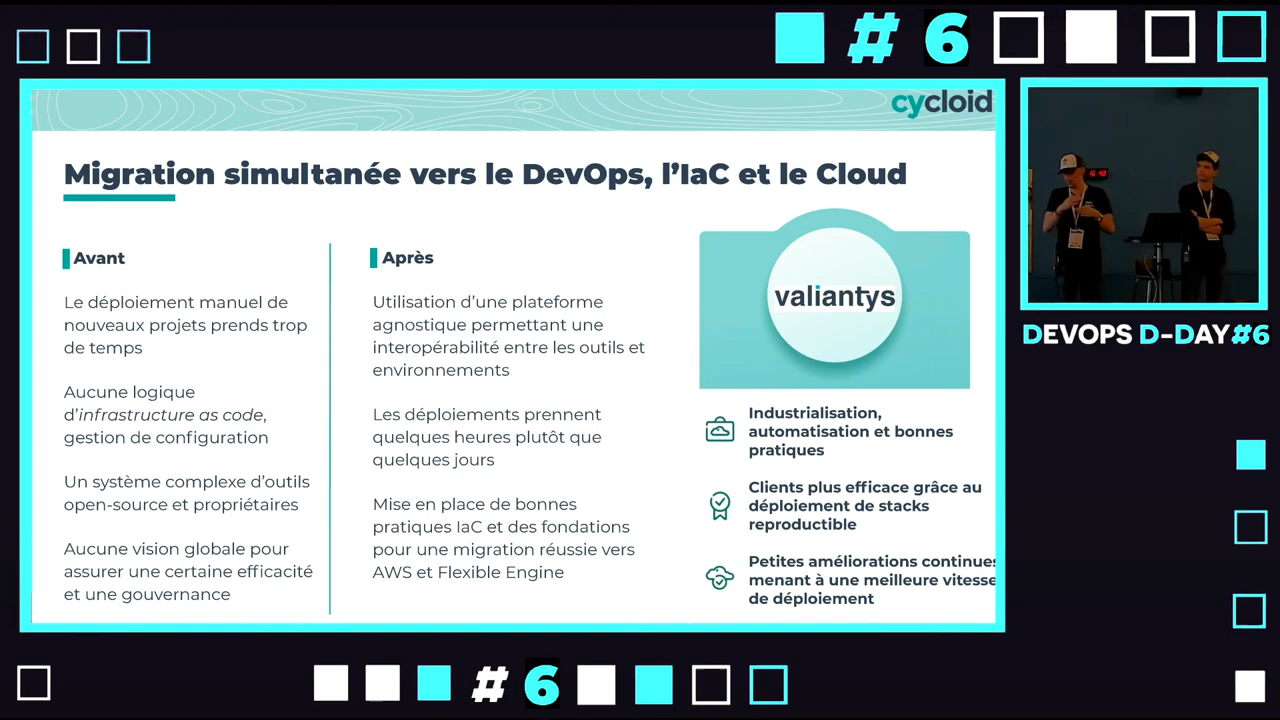 # 6
cycloid
Migration simultanée vers le DevOps, l'IaC et le Cloud
Avant
Le déploiement manuel de
nouveaux projets prends trop
de temps
Aucune logique
d'infrastructure as code,
gestion de configuration
Un système complexe d'outils
open-source et propriétaires
Aucune vision globale pour
assurer une certaine efficacité
et une gouvernance
Après
Utilisation d'une plateforme
agnostique permettant une
interopérabilité entre les outils et
environnements
Les déploiements prennent
quelques heures plutôt que
quelques jours
Mise en place de bonnes
pratiques IaC et des fondations
pour une migration réussie vers
AWS et Flexible Engine
valiantys
Industrialisation,
automatisation et bonnes
pratiques
Clients plus efficace grâce au
déploiement de stacks
reproductible
Petites améliorations continues
menant à une meilleure vitesse
de déploiement
DEVOPS D-DAY#6
# 6